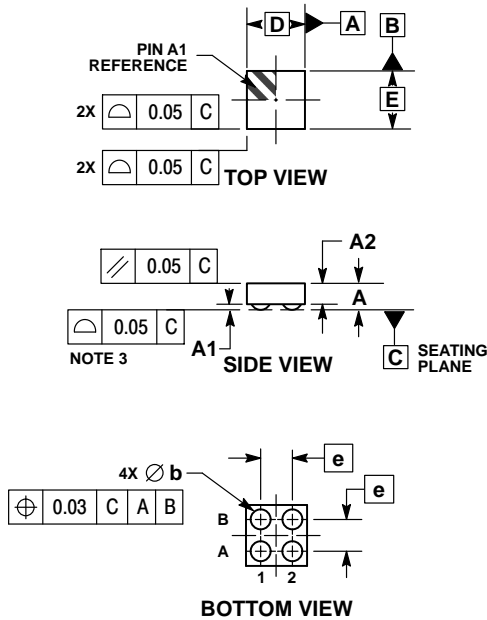 D A B
PIN A1
REFERENCE
E
2X ⌓ 0.05 C
2X ⌓ 0.05 C
TOP VIEW
A2
⫽ 0.05 C
A
⌓ 0.05 C
NOTE 3
A1
SIDE VIEW
C SEATING
PLANE
4X ∅ b
e
e
⌖ 0.03 C A B
B
A
1 2
BOTTOM VIEW